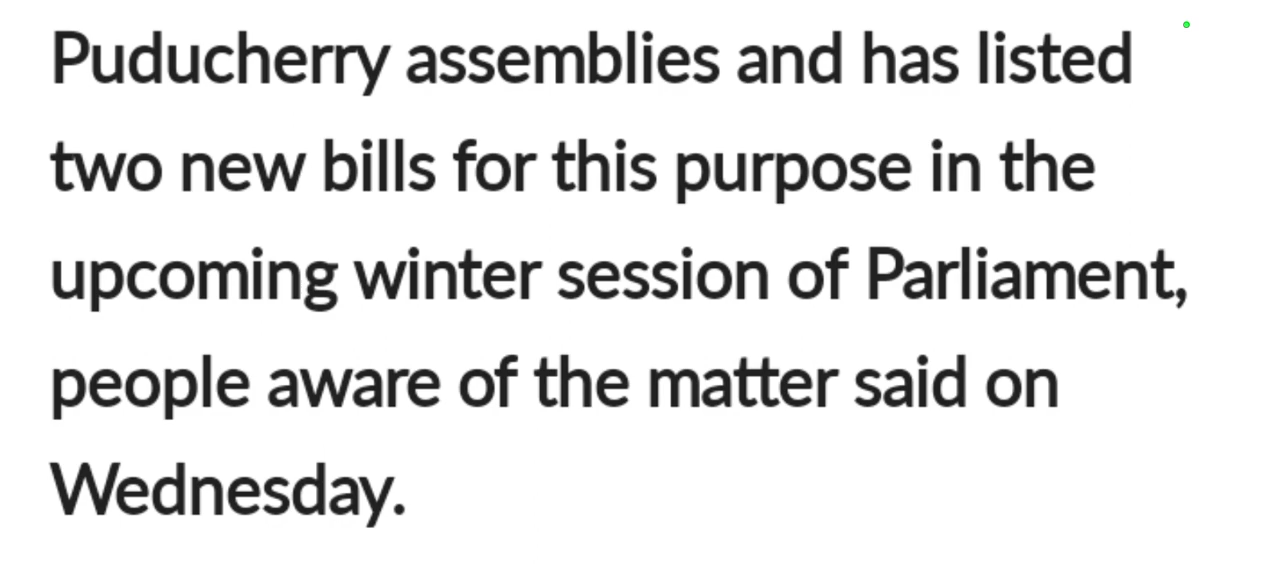 Puducherry assemblies and has listed
two new bills for this purpose in the
upcoming winter session of Parliament,
people aware of the matter said on
Wednesday.